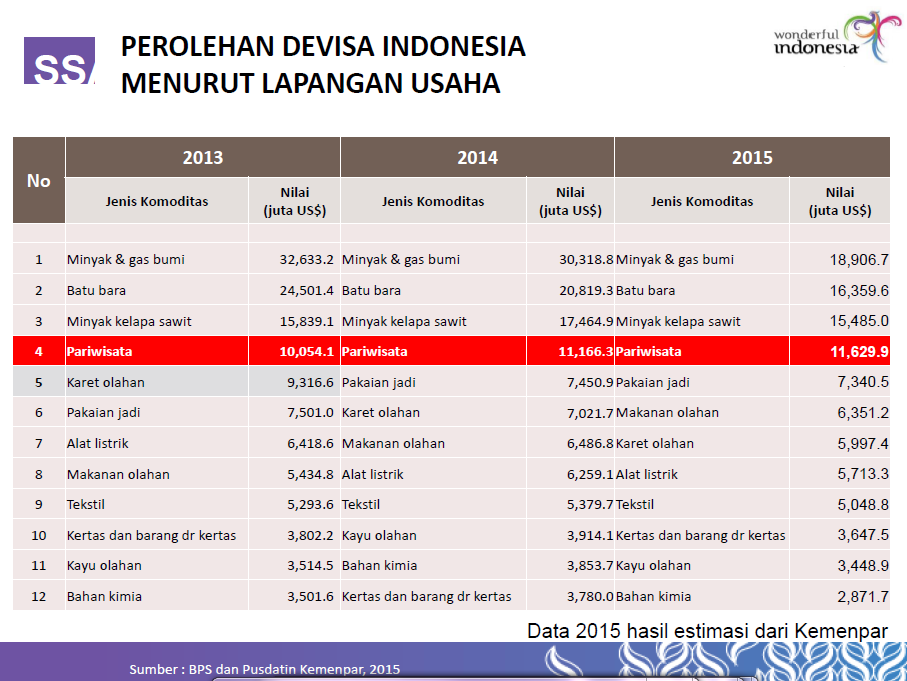 PEROLEHAN DEVISA INDONESIA
MENURUT LAPANGAN USAHA
SS
wonderful
indonesia
No 2013 2014 2015
Jenis Komoditas Nilai (juta US$) Jenis Komoditas Nilai (juta US$) Jenis Komoditas Nilai (juta US$)
1 Minyak & gas bumi 32,633.2 Minyak & gas bumi 30,318.8 Minyak & gas bumi 18,906.7
2 Batu bara 24,501.4 Batu bara 20,819.3 Batu bara 16,359.6
3 Minyak kelapa sawit 15,839.1 Minyak kelapa sawit 17,464.9 Minyak kelapa sawit 15,485.0
4 Pariwisata 10,054.1 Pariwisata 11,166.3 Pariwisata 11,629.9
5 Karet olahan 9,316.6 Pakaian jadi 7,450.9 Pakaian jadi 7,340.5
6 Pakaian jadi 7,501.0 Karet olahan 7,021.7 Makanan olahan 6,351.2
7 Alat listrik 6,418.6 Makanan olahan 6,486.8 Karet olahan 5,997.4
8 Makanan olahan 5,434.8 Alat listrik 6,259.1 Alat listrik 5,713.3
9 Tekstil 5,293.6 Tekstil 5,379.7 Tekstil 5,048.8
10 Kertas dan barang dr kertas 3,802.2 Kayu olahan 3,914.1 Kertas dan barang dr kertas 3,647.5
11 Kayu olahan 3,514.5 Bahan kimia 3,853.7 Kayu olahan 3,448.9
12 Bahan kimia 3,501.6 Kertas dan barang dr kertas 3,780.0 Bahan kimia 2,871.7
Data 2015 hasil estimasi dari Kemenpar
Sumber : BPS dan Pusdatin Kemenpar, 2015